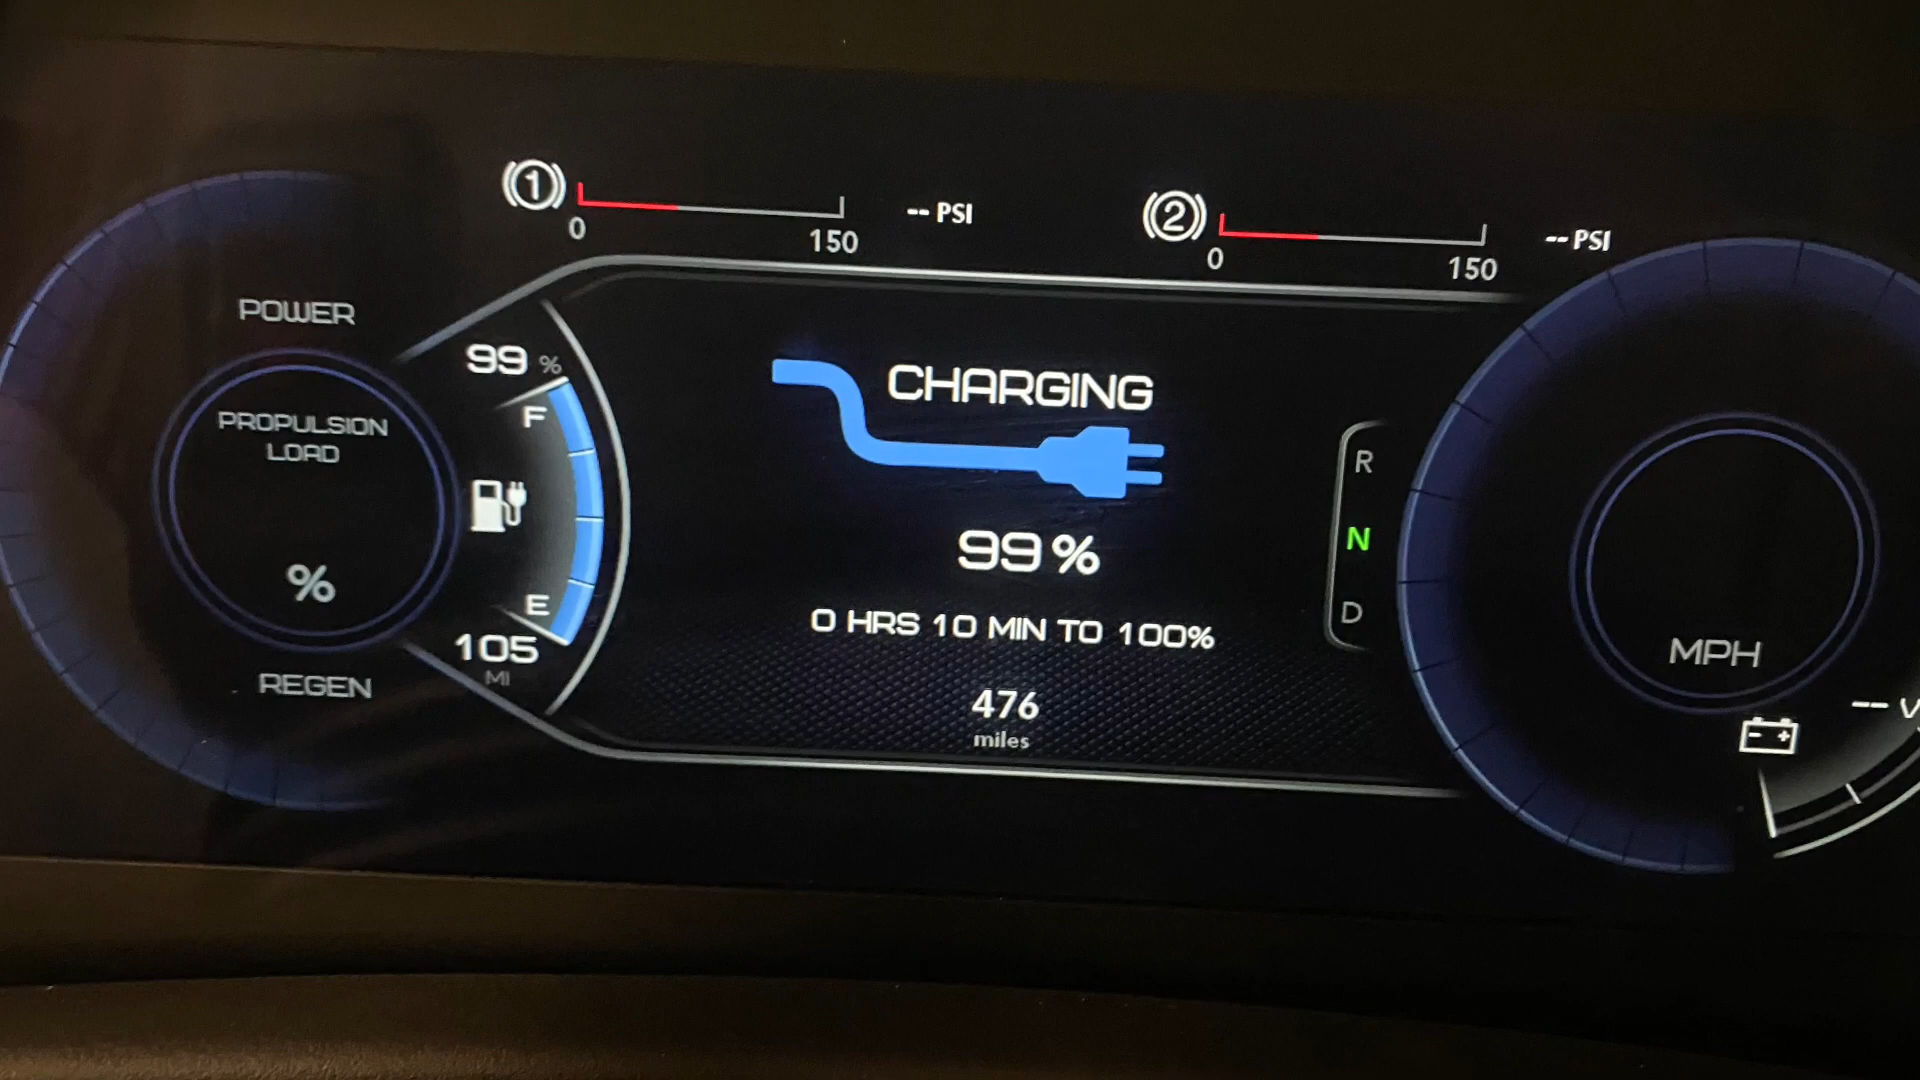 1
0
150
-- PSI
2
0
150
-- PSI
POWER
PROPULSION
LOAD
%
REGEN
99 %
F
E
105
MI
CHARGING
99 %
0 HRS 10 MIN TO 100%
476
miles
R
N
D
MPH
-- V